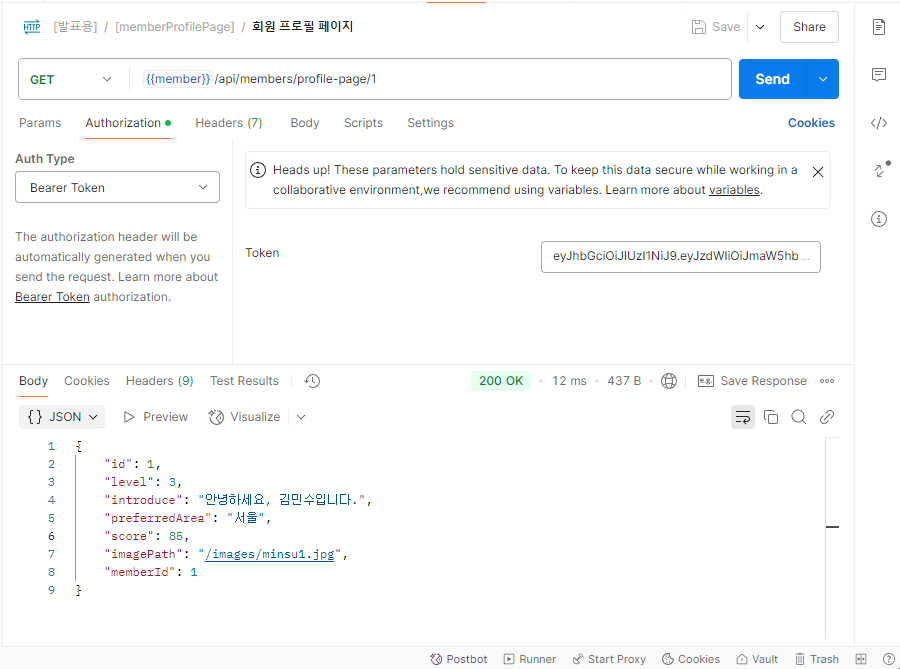 HTTP [발표용] / [memberProfilePage] / 회원 프로필 페이지 Save Share
GET {{member}} /api/members/profile-page/1 Send
Params Authorization Headers (7) Body Scripts Settings Cookies
Auth Type
Bearer Token
The authorization header will be
automatically generated when you
send the request. Learn more about
Bearer Token authorization.
Heads up! These parameters hold sensitive data. To keep this data secure while working in a
collaborative environment,we recommend using variables. Learn more about variables.
Token eyJhbGciOiJIUzI1NiJ9.eyJzdWIiOiJmaW5hb...
Body Cookies Headers (9) Test Results 200 OK • 12 ms • 437 B • e.g. Save Response
{} JSON Preview Visualize
1 {
2 "id": 1,
3 "level": 3,
4 "introduce": "안녕하세요, 김민수입니다.",
5 "preferredArea": "서울",
6 "score": 85,
7 "imagePath": "/images/minsu1.jpg",
8 "memberId": 1
9 }
Postbot Runner Start Proxy Cookies Vault Trash